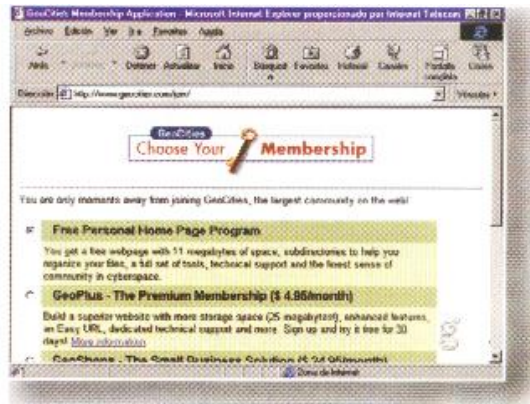 GeoCities Membership Application - Microsoft Internet Explorer proporcionado por Internet Telecom
Archivo Edición Ver Ir a Favoritos Ayuda
Atrás Detener Actualizar Inicio Búsqueda Favoritos Historial Canales Pantalla completa Correo
Dirección http://www.geocities.com/join/ Vínculos
GeoCities
Choose Your Membership
You are only moments away from joining GeoCities, the largest community on the web!
Free Personal Home Page Program
You get a free webpage with 11 megabytes of space, subdirectories to help you
organize your files, a full set of tools, technical support and the finest sense of
community in cyberspace.
GeoPlus - The Premium Membership ($ 4.95/month)
Build a superior website with more storage space (25 megabytes!), enhanced features,
an Easy URL, dedicated technical support and more. Sign up and try it free for 30
days! More information
GeoShops - The Small Business Solution ($ 24.95/month)
Zona de Internet